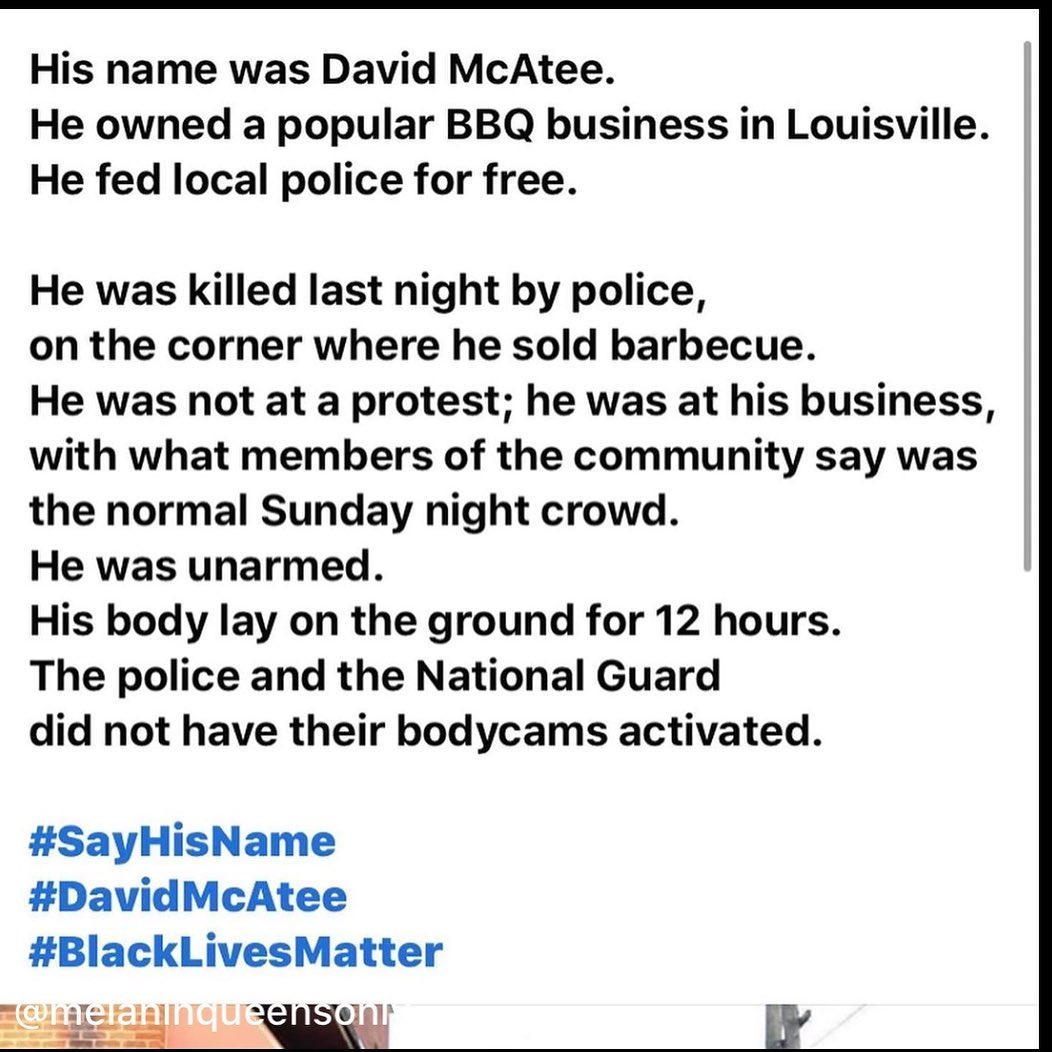 His name was David McAtee.
He owned a popular BBQ business in Louisville.
He fed local police for free.
He was killed last night by police,
on the corner where he sold barbecue.
He was not at a protest; he was at his business,
with what members of the community say was
the normal Sunday night crowd.
He was unarmed.
His body lay on the ground for 12 hours.
The police and the National Guard
did not have their bodycams activated.
#SayHisName
#DavidMcAtee
#BlackLivesMatter